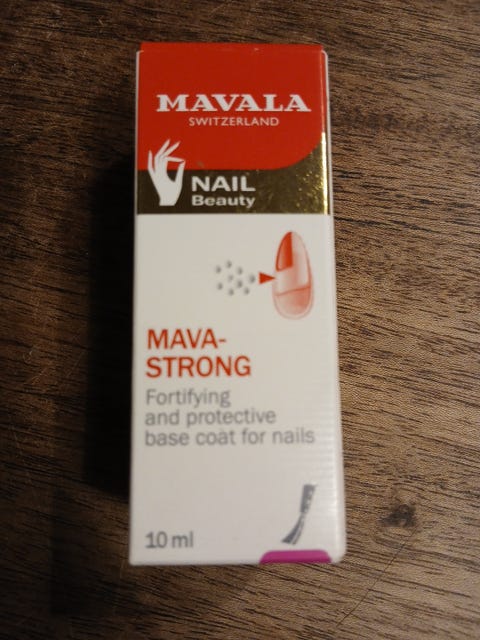 MAVALA
SWITZERLAND
NAIL
Beauty
MAVA-
STRONG
Fortifying
and protective
base coat for nails
10 ml